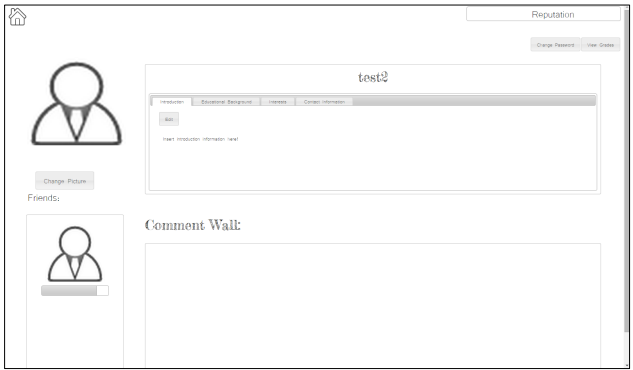 Reputation
Change Password View Grades
test2
Introduction Educational Background Interests Contact Information
Edit
Insert Introduction Information Here!
Change Picture
Friends:
Comment Wall: